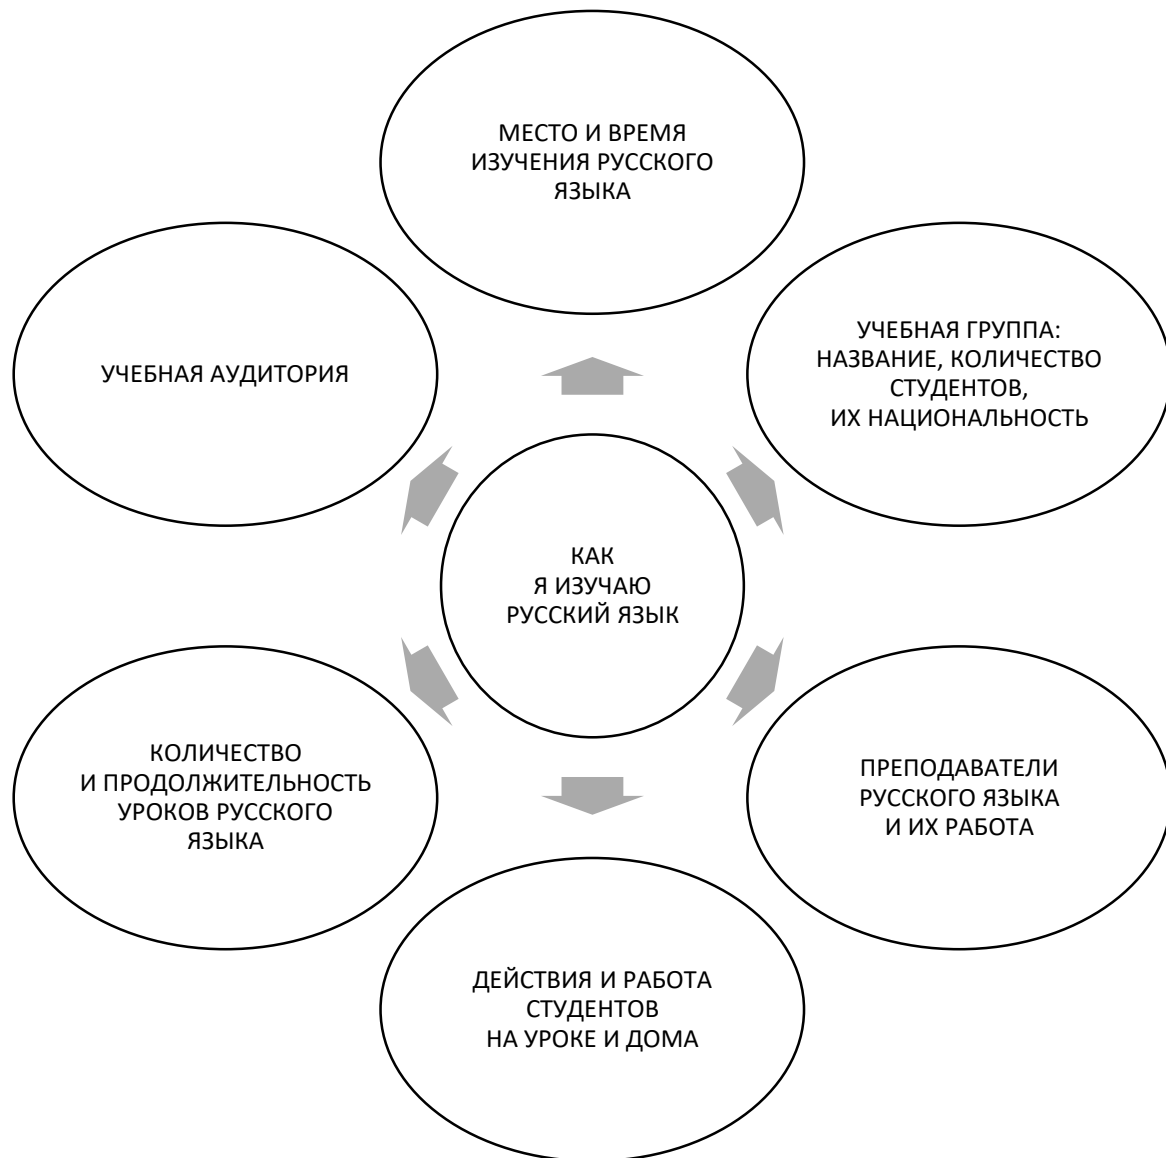 МЕСТО И ВРЕМЯ
ИЗУЧЕНИЯ РУССКОГО
ЯЗЫКА
УЧЕБНАЯ АУДИТОРИЯ
УЧЕБНАЯ ГРУППА:
НАЗВАНИЕ, КОЛИЧЕСТВО
СТУДЕНТОВ,
ИХ НАЦИОНАЛЬНОСТЬ
КАК
Я ИЗУЧАЮ
РУССКИЙ ЯЗЫК
КОЛИЧЕСТВО
И ПРОДОЛЖИТЕЛЬНОСТЬ
УРОКОВ РУССКОГО
ЯЗЫКА
ПРЕПОДАВАТЕЛИ
РУССКОГО ЯЗЫКА
И ИХ РАБОТА
ДЕЙСТВИЯ И РАБОТА
СТУДЕНТОВ
НА УРОКЕ И ДОМА